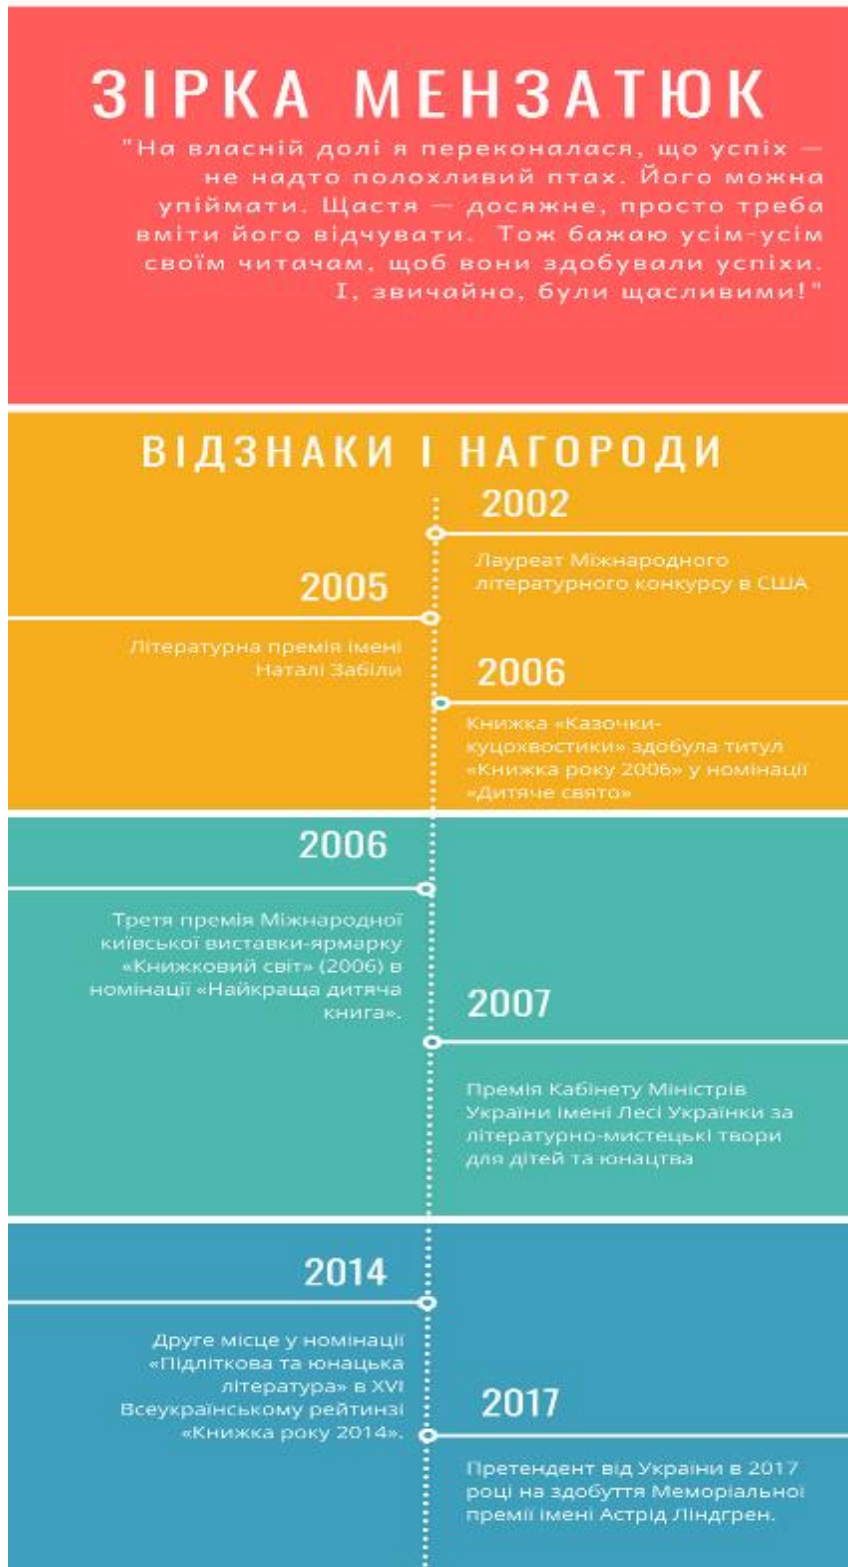 ЗІРКА МЕНЗАТЮК
"На власній долі я переконалася, що успіх —
не надто полохливий птах. Його можна
упіймати. Щастя — досяжне, просто треба
вміти його відчувати. Тож бажаю усім-усім
своїм читачам, щоб вони здобували успіхи.
І, звичайно, були щасливими!"
ВІДЗНАКИ І НАГОРОДИ
2002
Лауреат Міжнародного
літературного конкурсу в США
2005
Літературна премія імені
Наталі Забіли
2006
Книжка «Казочки-
куцохвостики» здобула титул
«Книжка року 2006» у номінації
«Дитяче свято»
2006
Третя премія Міжнародної
київської виставки-ярмарку
«Книжковий світ» (2006) в
номінації «Найкраща дитяча
книга».
2007
Премія Кабінету Міністрів
України імені Лесі Українки за
літературно-мистецькі твори
для дітей та юнацтва
2014
Друге місце у номінації
«Підліткова та юнацька
література» в XVI
Всеукраїнському рейтинзі
«Книжка року 2014».
2017
Претендент від України в 2017
році на здобуття Меморіальної
премії імені Астрід Ліндгрен.